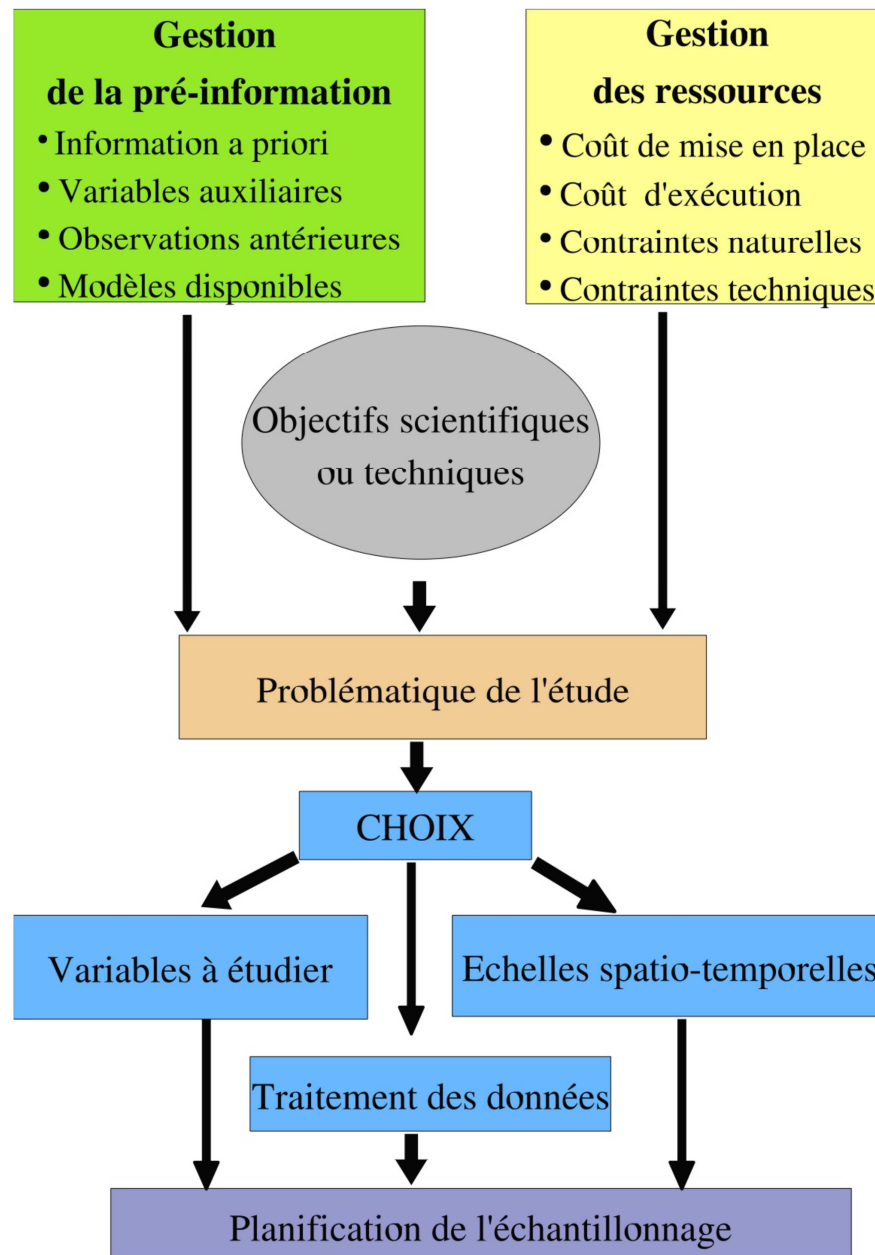 Gestion
de la pré-information
• Information a priori
• Variables auxiliaires
• Observations antérieures
• Modèles disponibles
Gestion
des ressources
• Coût de mise en place
• Coût d'exécution
• Contraintes naturelles
• Contraintes techniques
Objectifs scientifiques
ou techniques
Problématique de l'étude
CHOIX
Variables à étudier
Echelles spatio-temporelles
Traitement des données
Planification de l'échantillonnage